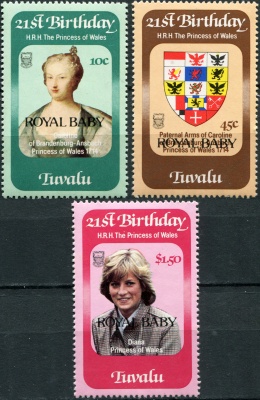 21st Birthday
H.R.H. The Princess of Wales
10c
ROYAL BABY
of Brandenburg-Ansbach
Princess of Wales 1714
Tuvalu
21st Birthday
H.R.H. The Princess of Wales
45c
Paternal Arms of Caroline
ROYAL BABY
Princess of Wales 1714
Tuvalu
21st Birthday
H.R.H. The Princess of Wales
$1.50
ROYAL BABY
Diana
Princess of Wales
Tuvalu